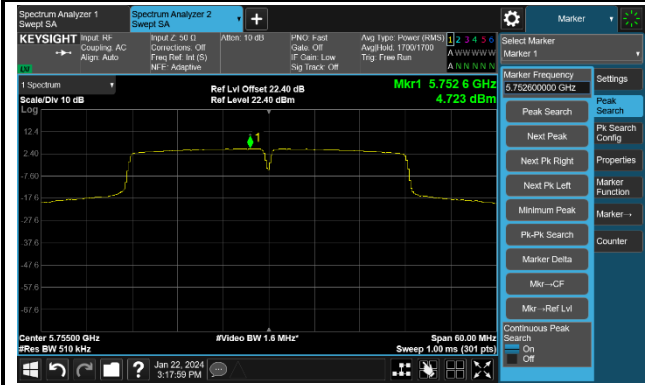 Spectrum Analyzer 1
Swept SA
Spectrum Analyzer 2
Swept SA
+
Marker
KEYSIGHT
Input: RF
Coupling: AC
Align: Auto
Input Z: 50 Ω
Corrections: Off
Freq Ref: Int (S)
NFE: Adaptive
Atten: 10 dB
PNO: Fast
Gate: Off
IF Gain: Low
Sig Track: Off
Avg Type: Power (RMS)
Avg|Hold: 1700/1700
Trig: Free Run
1 2 3 4 5 6
A W W W W W
A N N N N N
Select Marker
Marker 1
1 Spectrum
Scale/Div 10 dB
Log
Ref Lvl Offset 22.40 dB
Ref Level 22.40 dBm
Mkr1 5.752 6 GHz
4.723 dBm
1
12.4
2.40
-7.60
-17.6
-27.6
-37.6
-47.6
-57.6
-67.6
Center 5.75500 GHz
#Res BW 510 kHz
#Video BW 1.6 MHz*
Span 60.00 MHz
Sweep 1.00 ms (301 pts)
Marker Frequency
5.752600000 GHz
Peak Search
Next Peak
Next Pk Right
Next Pk Left
Minimum Peak
Pk-Pk Search
Marker Delta
Mkr→CF
Mkr→Ref Lvl
Continuous Peak
Search
On
Off
Settings
Peak
Search
Pk Search
Config
Properties
Marker
Function
Marker→
Counter
?
Jan 22, 2024
3:17:59 PM